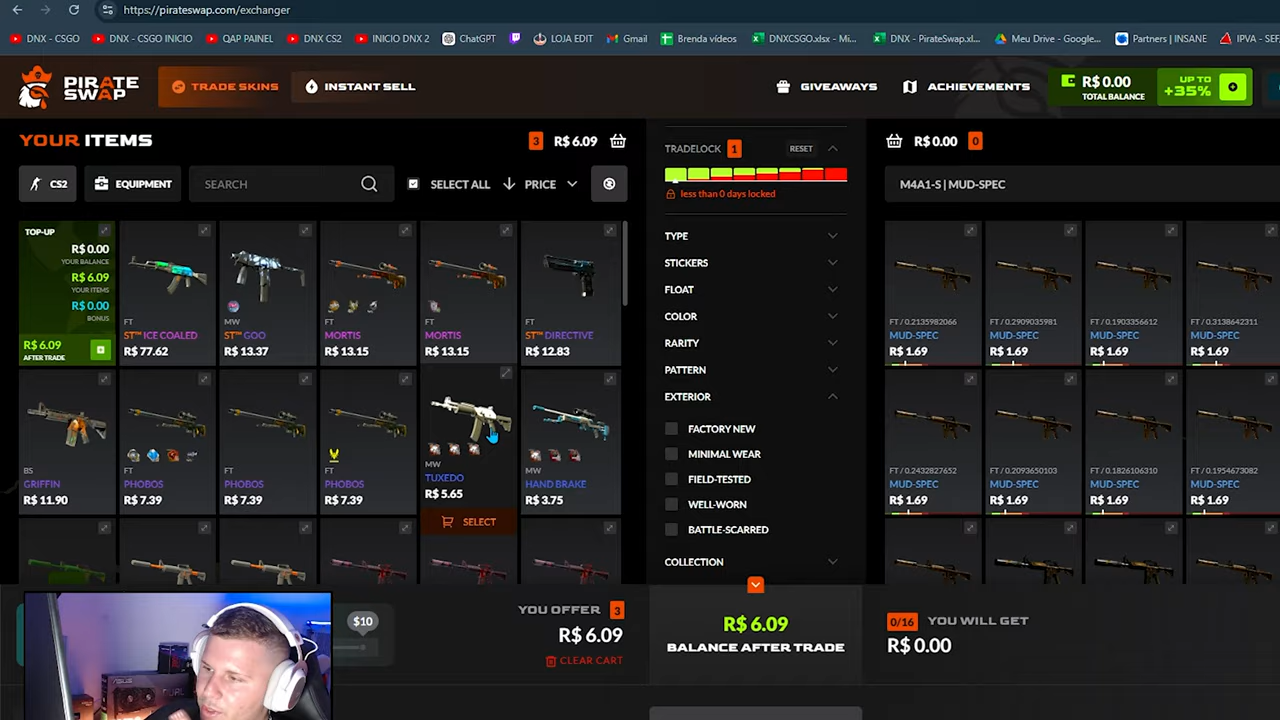 https://pirateswap.com/exchanger
DNX - CSGO
DNX - CSGO INICIO
QAP PAINEL
DNX CS2
INICIO DNX 2
ChatGPT
LOJA EDIT
Gmail
Brenda vídeos
DNXCSGO.xlsx - Mi...
DNX - PirateSwap.xl...
Meu Drive - Google...
Partners | INSANE
IPVA - SEF
PIRATE SWAP
TRADE SKINS
INSTANT SELL
GIVEAWAYS
ACHIEVEMENTS
R$ 0.00
TOTAL BALANCE
UP TO
+35%
YOUR ITEMS
3 R$ 6.09
CS2
EQUIPMENT
SEARCH
SELECT ALL
PRICE
TOP-UP
R$ 0.00
YOUR BALANCE
R$ 6.09
YOUR ITEMS
R$ 0.00
BONUS
R$ 6.09
AFTER TRADE
FT
ST™ ICE COALED
R$ 77.62
MW
ST™ GOO
R$ 13.37
FT
MORTIS
R$ 13.15
FT
MORTIS
R$ 13.15
FT
ST™ DIRECTIVE
R$ 12.83
BS
GRIFFIN
R$ 11.90
FT
PHOBOS
R$ 7.39
FT
PHOBOS
R$ 7.39
FT
PHOBOS
R$ 7.39
MW
TUXEDO
R$ 5.65
SELECT
MW
HAND BRAKE
R$ 3.75
$10
YOU OFFER 3
R$ 6.09
CLEAR CART
TRADELOCK 1
RESET
less than 0 days locked
TYPE
STICKERS
FLOAT
COLOR
RARITY
PATTERN
EXTERIOR
FACTORY NEW
MINIMAL WEAR
FIELD-TESTED
WELL-WORN
BATTLE-SCARRED
COLLECTION
R$ 6.09
BALANCE AFTER TRADE
R$ 0.00 0
M4A1-S | MUD-SPEC
FT / 0.2135982066
MUD-SPEC
R$ 1.69
FT / 0.2909035981
MUD-SPEC
R$ 1.69
FT / 0.1903356612
MUD-SPEC
R$ 1.69
FT / 0.3138642311
MUD-SPEC
R$ 1.69
FT / 0.2432827652
MUD-SPEC
R$ 1.69
FT / 0.2093650103
MUD-SPEC
R$ 1.69
FT / 0.1826106310
MUD-SPEC
R$ 1.69
FT / 0.1954673082
MUD-SPEC
R$ 1.69
0/16 YOU WILL GET
R$ 0.00